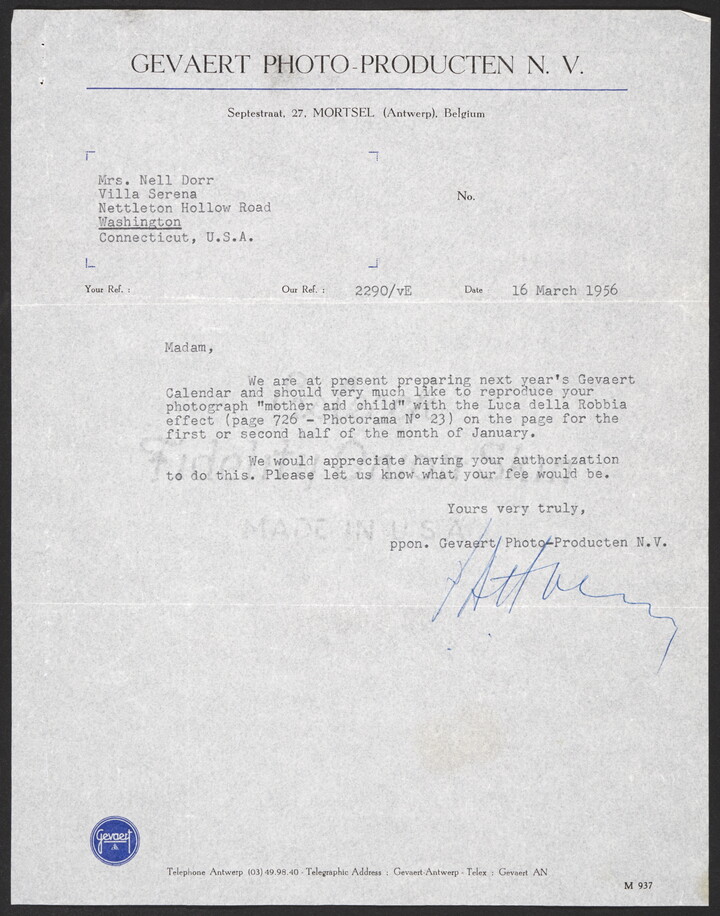 GEVAERT PHOTO-PRODUCTEN N. V.
Septestraat, 27, MORTSEL (Antwerp), Belgium
Mrs. Nell Dorr
Villa Serena
Nettleton Hollow Road
Washington
Connecticut, U.S.A.
No.
Your Ref. : Our Ref. : 2290/vE Date 16 March 1956
Madam,
We are at present preparing next year's Gevaert
Calendar and should very much like to reproduce your
photograph "mother and child" with the Luca della Robbia
effect (page 726 - Photorama N° 23) on the page for the
first or second half of the month of January.
We would appreciate having your authorization
to do this. Please let us know what your fee would be.
Yours very truly,
ppon. Gevaert Photo-Producten N.V.
Gevaert
Telephone Antwerp (03) 49.98.40 - Telegraphic Address : Gevaert-Antwerp - Telex : Gevaert AN
M 937